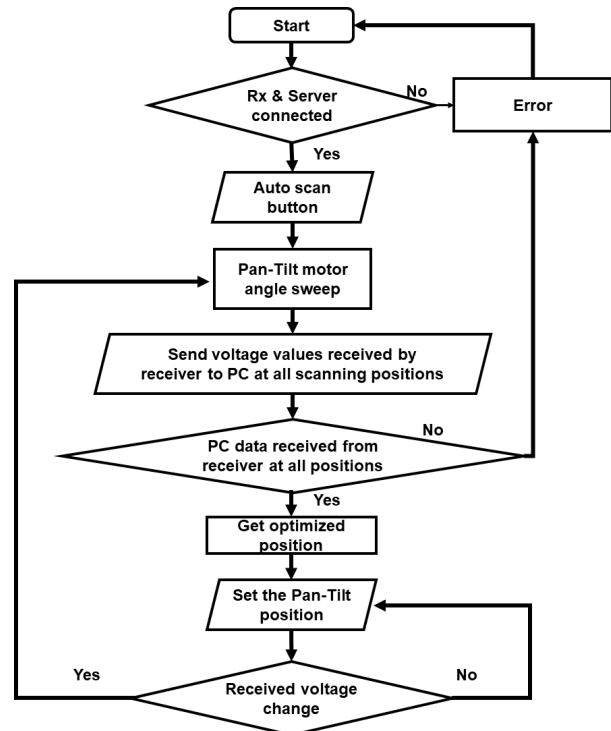 Start
Rx & Server
connected
No
Error
Yes
Auto scan
button
Pan-Tilt motor
angle sweep
Send voltage values received by
receiver to PC at all scanning positions
No
PC data received from
receiver at all positions
Yes
Get optimized
position
Set the Pan-Tilt
position
Yes
No
Received voltage
change